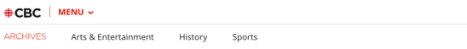 CBC MENU
ARCHIVES Arts & Entertainment History Sports